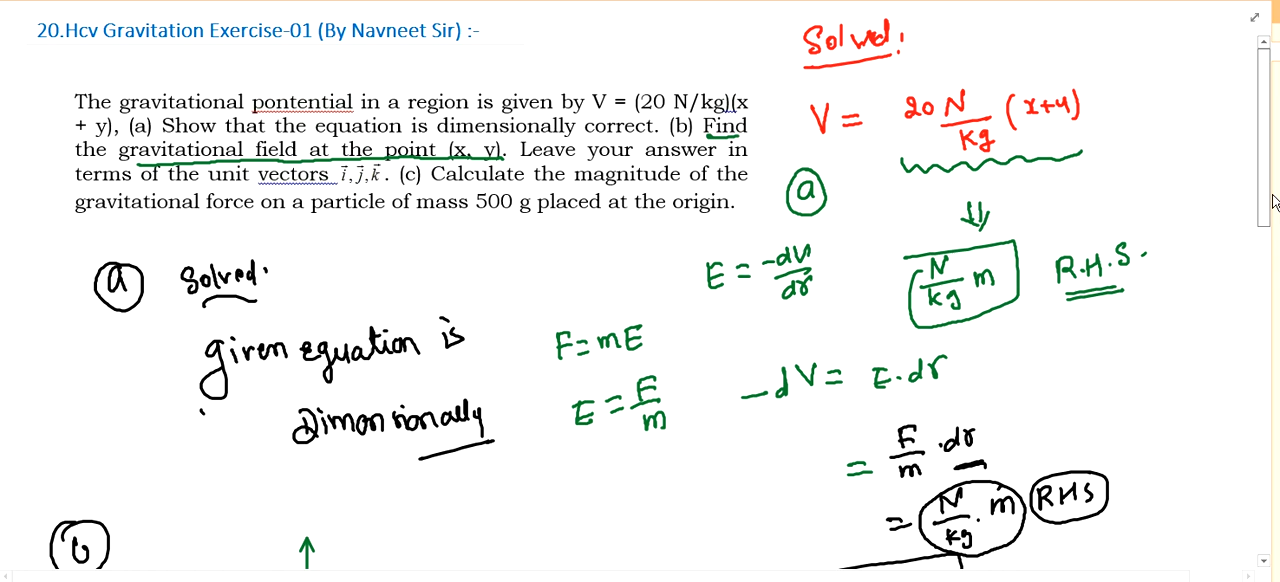 20.Hcv Gravitation Exercise-01 (By Navneet Sir) :-
The gravitational pontential in a region is given by V = (20 N/kg)(x
+ y), (a) Show that the equation is dimensionally correct. (b) Find
the gravitational field at the point (x, y). Leave your answer in
terms of the unit vectors i⃗, j⃗, k⃗. (c) Calculate the magnitude of the
gravitational force on a particle of mass 500 g placed at the origin.
Solved:
V = 20 N/kg (x+y)
(a)
N/kg m R.H.S.
E = -dV/dr
(a) Solved.
given equation is
Dimensionally
F=mE
E = F/m
-dV = E.dr
= F/m .dr
= N/kg . m RHS
(b)